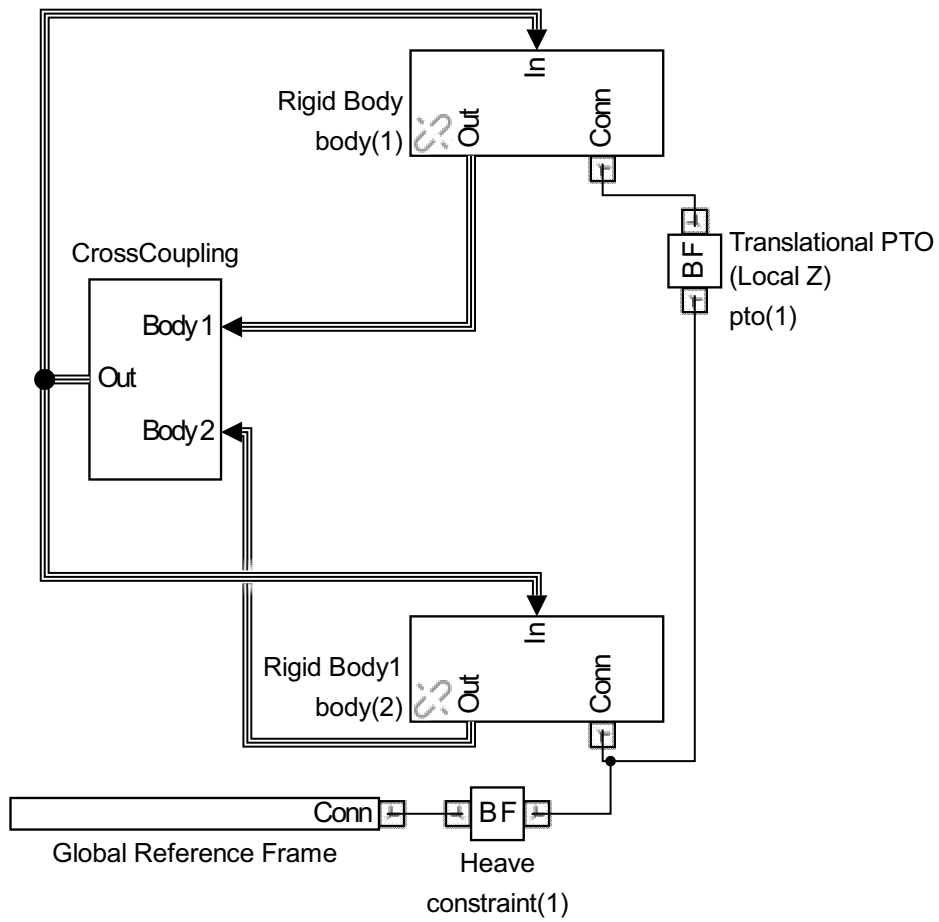 In
Rigid Body
body(1)
Out
Conn
BF
Translational PTO
(Local Z)
pto(1)
CrossCoupling
Body1
Out
Body2
In
Rigid Body1
body(2)
Out
Conn
Conn
BF
Global Reference Frame
Heave
constraint(1)